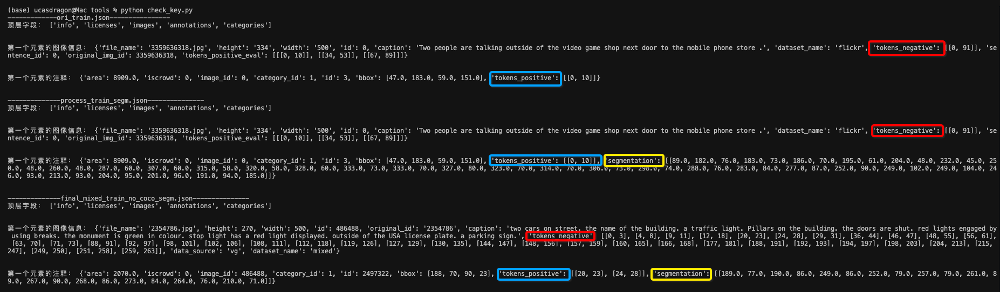 (base) ucasdragon@Mac tools % python check_key.py
-------------ori_train.json----------------
顶层字段： ['info', 'licenses', 'images', 'annotations', 'categories']
第一个元素的图像信息： {'file_name': '3359636318.jpg', 'height': '334', 'width': '500', 'id': 0, 'caption': 'Two people are talking outside of the video game shop next door to the mobile phone store .', 'dataset_name': 'flickr', 'tokens_negative': [[0, 91]], 'se
ntence_id': 0, 'original_img_id': 3359636318, 'tokens_positive_eval': [[[0, 10]], [[34, 53]], [[67, 89]]]}
第一个元素的注释： {'area': 8909.0, 'iscrowd': 0, 'image_id': 0, 'category_id': 1, 'id': 3, 'bbox': [47.0, 183.0, 59.0, 151.0], 'tokens_positive': [[0, 10]]}
--------------process_train_segm.json---------------
顶层字段： ['info', 'licenses', 'images', 'annotations', 'categories']
第一个元素的图像信息： {'file_name': '3359636318.jpg', 'height': '334', 'width': '500', 'id': 0, 'caption': 'Two people are talking outside of the video game shop next door to the mobile phone store .', 'dataset_name': 'flickr', 'tokens_negative': [[0, 91]], 'se
ntence_id': 0, 'original_img_id': 3359636318, 'tokens_positive_eval': [[[0, 10]], [[34, 53]], [[67, 89]]]}
第一个元素的注释： {'area': 8909.0, 'iscrowd': 0, 'image_id': 0, 'category_id': 1, 'id': 3, 'bbox': [47.0, 183.0, 59.0, 151.0], 'tokens_positive': [[0, 10]], 'segmentation': [[89.0, 182.0, 76.0, 183.0, 73.0, 186.0, 70.0, 195.0, 61.0, 204.0, 48.0, 232.0, 45.0, 25
0.0, 48.0, 260.0, 48.0, 287.0, 60.0, 307.0, 60.0, 315.0, 58.0, 320.0, 58.0, 328.0, 60.0, 333.0, 73.0, 333.0, 70.0, 327.0, 80.0, 323.0, 70.0, 314.0, 70.0, 306.0, 73.0, 298.0, 74.0, 288.0, 76.0, 283.0, 84.0, 277.0, 87.0, 252.0, 90.0, 249.0, 102.0, 249.0, 104.0, 24
6.0, 93.0, 213.0, 93.0, 204.0, 95.0, 201.0, 96.0, 191.0, 94.0, 185.0]]}
--------------final_mixed_train_no_coco_segm.json---------------
顶层字段： ['info', 'licenses', 'images', 'annotations', 'categories']
第一个元素的图像信息： {'file_name': '2354786.jpg', 'height': 270, 'width': 500, 'id': 486488, 'original_id': '2354786', 'caption': 'two cars on street. the name of the building. a traffic light. Pillars on the building. the doors are shut. red lights engaged by
using breaks. the monument is green in colour. stop light has a red light displayed. outside of the USA license plate. a parking sign.', 'tokens_negative' [[0, 3], [4, 8], [9, 11], [12, 18], [20, 23], [24, 28], [29, 31], [36, 44], [46, 47], [48, 55], [56, 61],
[63, 70], [71, 73], [88, 91], [92, 97], [98, 101], [102, 106], [108, 111], [112, 118], [119, 126], [127, 129], [130, 135], [144, 147], [148, 156], [157, 159], [160, 165], [166, 168], [177, 181], [188, 191], [192, 193], [194, 197], [198, 203], [204, 213], [215,
247], [249, 250], [251, 258], [259, 263]], 'data_source': 'vg', 'dataset_name': 'mixed'}
第一个元素的注释： {'area': 2070.0, 'iscrowd': 0, 'image_id': 486488, 'category_id': 1, 'id': 2497322, 'bbox': [188, 70, 90, 23], 'tokens_positive': [[20, 23], [24, 28]], 'segmentation': [[189.0, 77.0, 190.0, 86.0, 249.0, 86.0, 252.0, 79.0, 257.0, 79.0, 261.0, 8
9.0, 267.0, 90.0, 268.0, 86.0, 273.0, 84.0, 264.0, 76.0, 210.0, 71.0]]}